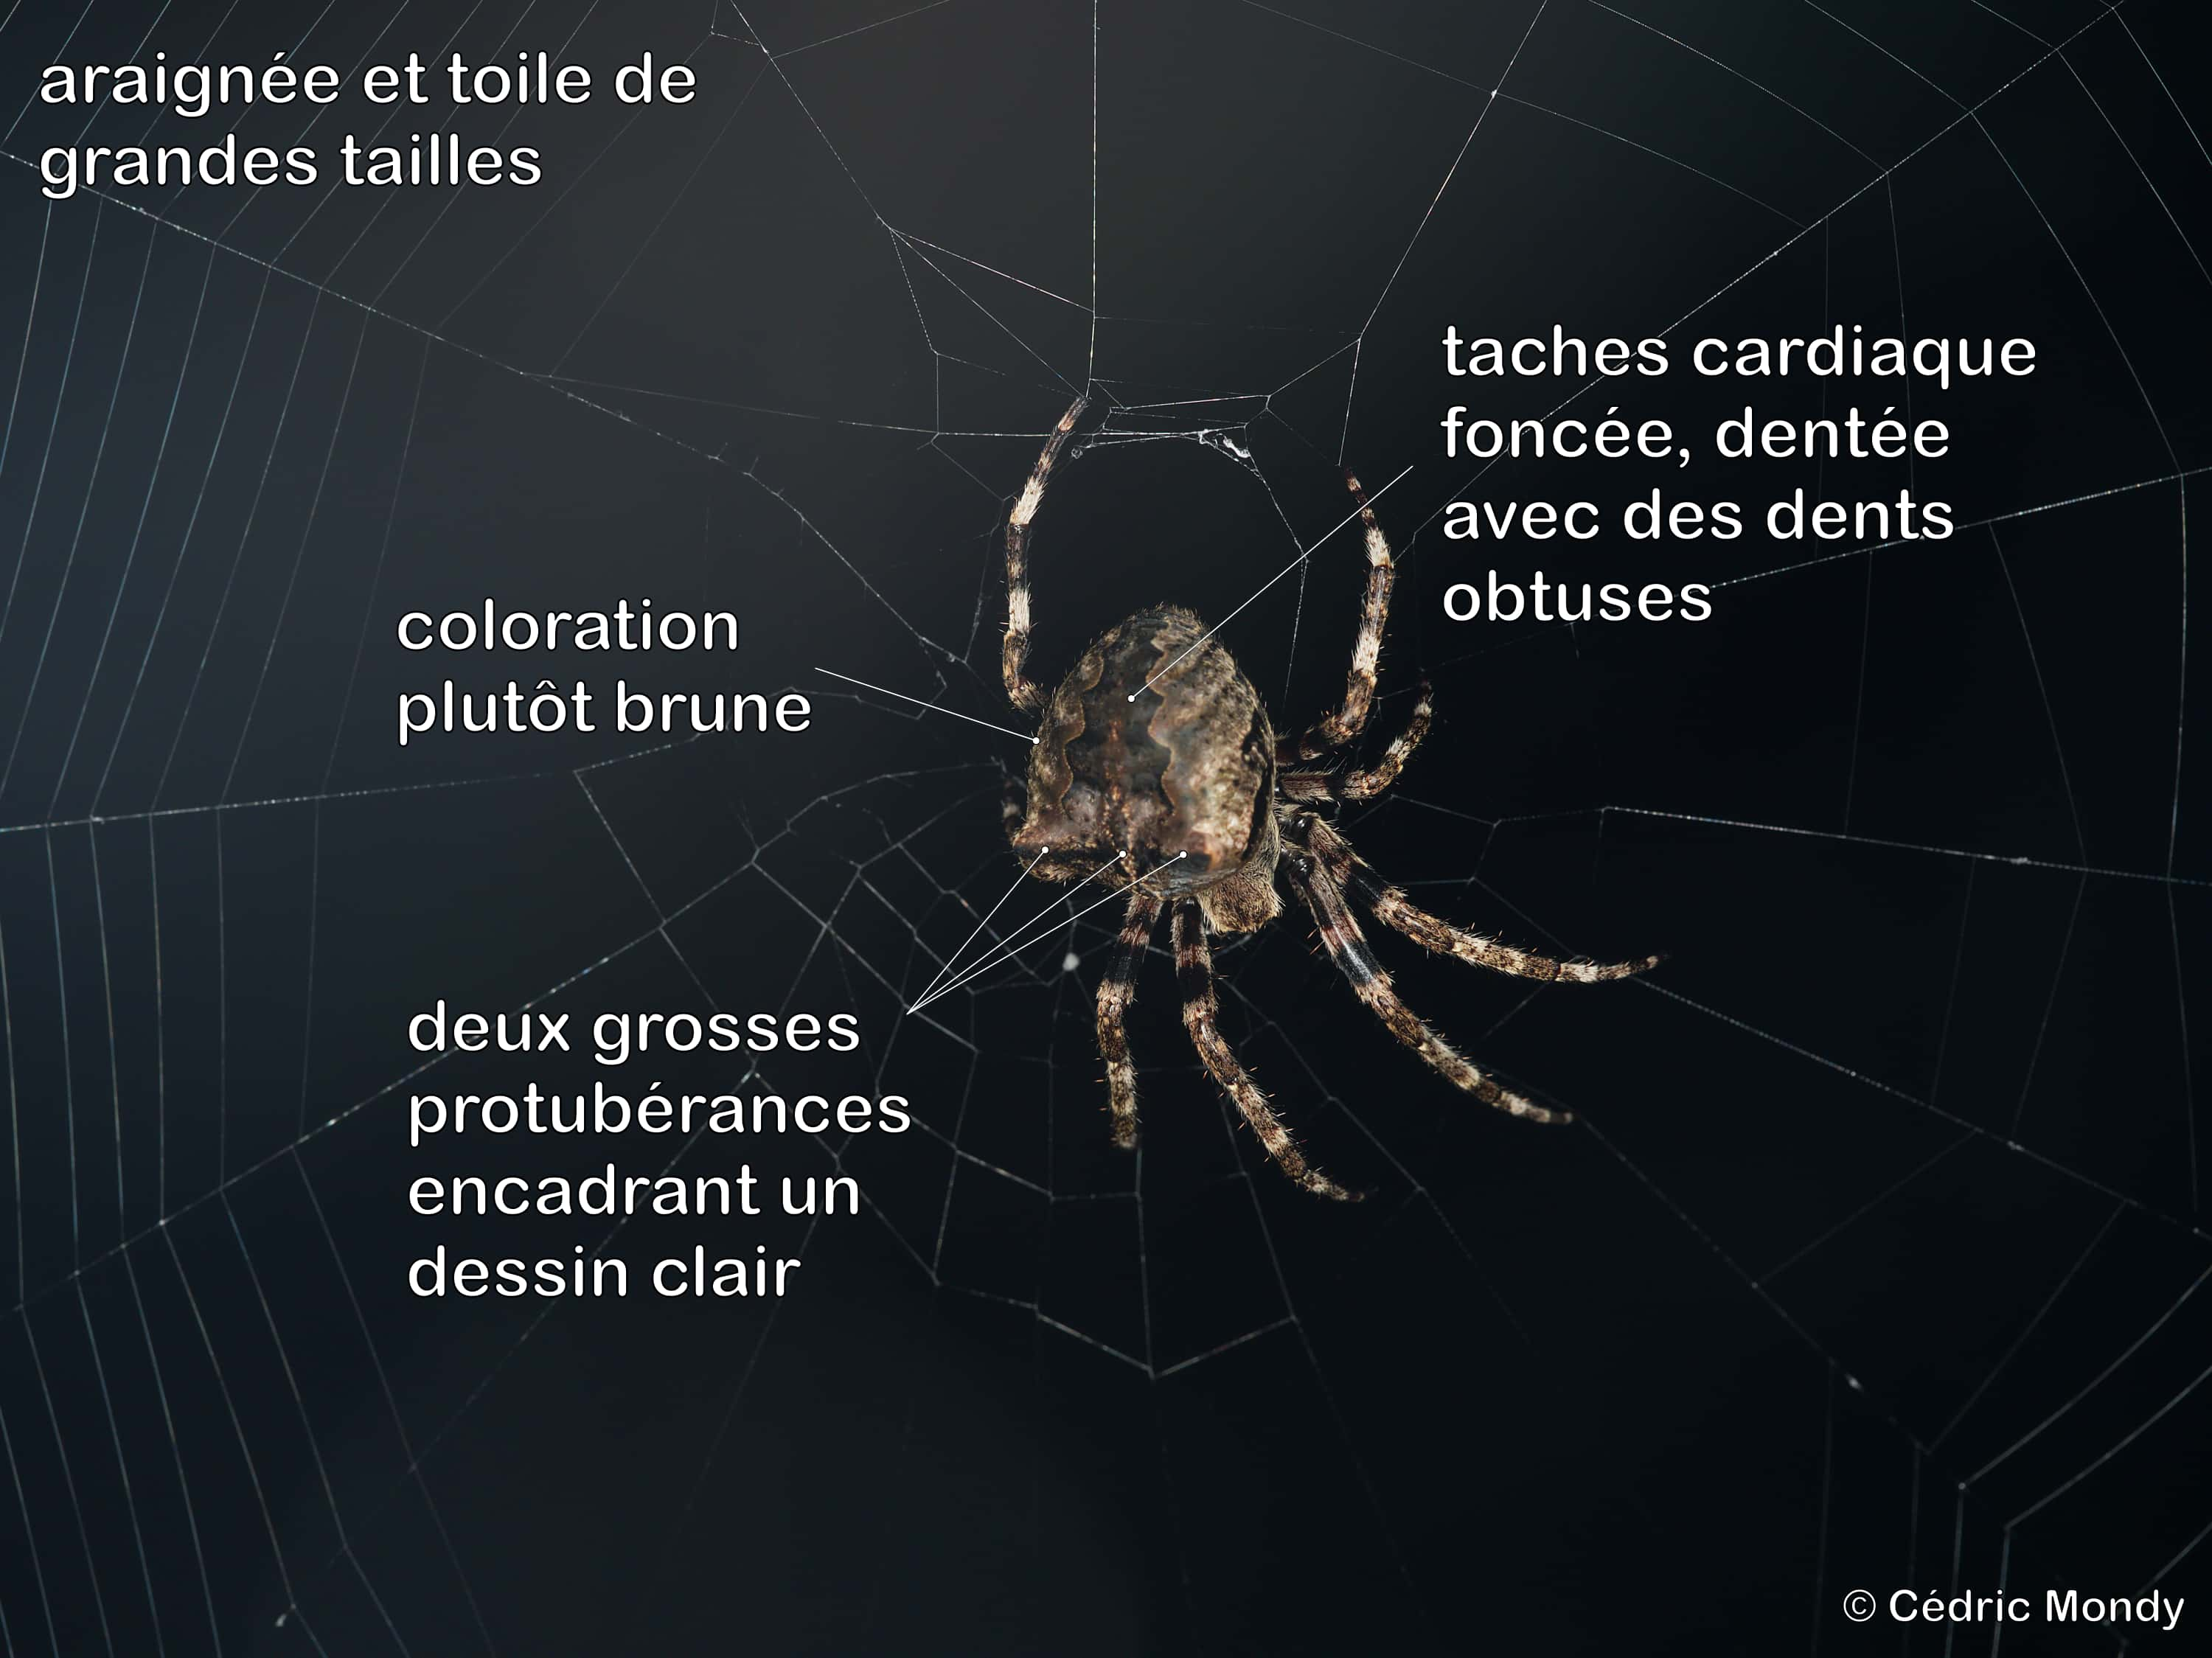 araignée et toile de
grandes tailles
taches cardiaque
foncée, dentée
avec des dents
obtuses
coloration
plutôt brune
deux grosses
protubérances
encadrant un
dessin clair
© Cédric Mondy